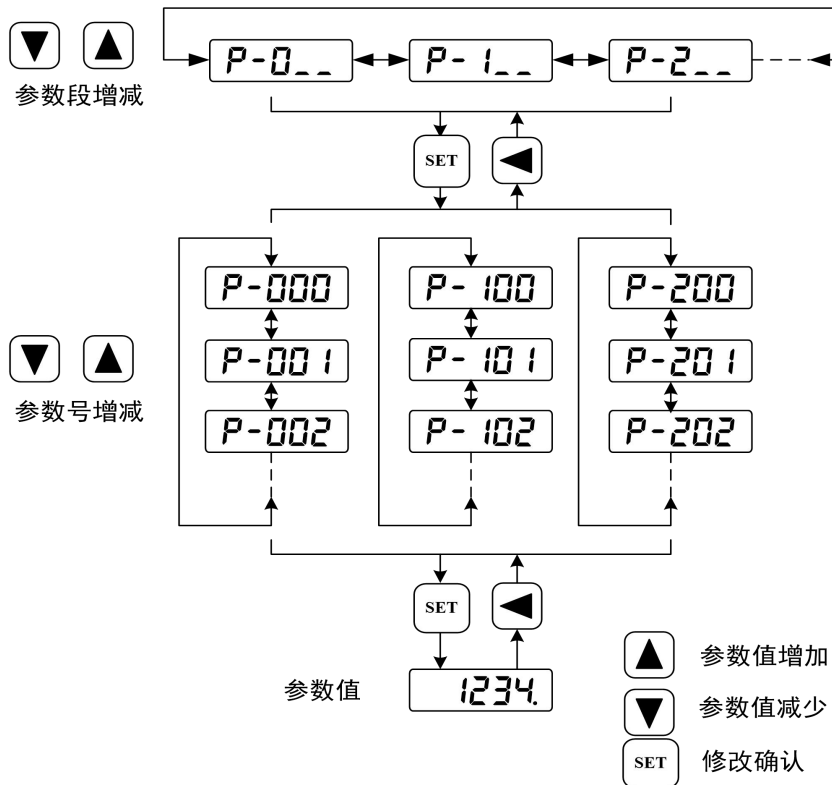 P-0__ P-1__ P-2__
参数段增减
SET
P-000 P-100 P-200
P-001 P-101 P-201
参数号增减
P-002 P-102 P-202
SET
参数值 1234.
参数值增加
参数值减少
SET 修改确认